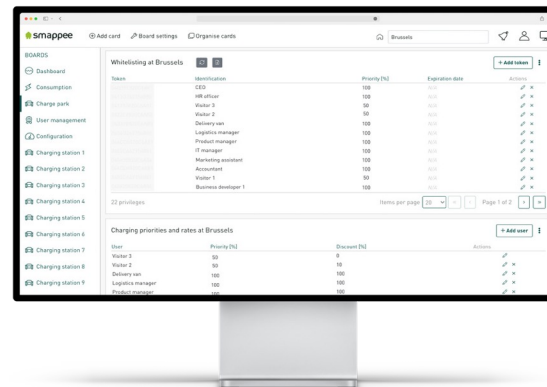 smappee
Add card Board settings Organise cards Brussels
BOARDS
Dashboard
Consumption
Charge park
User management
Configuration
Charging station 1
Charging station 2
Charging station 3
Charging station 4
Charging station 5
Charging station 6
Charging station 7
Charging station 8
Charging station 9
Whitelisting at Brussels + Add token
Token Identification Priority [%] Expiration date Actions
CEO 100
HR officer 100
Visitor 3 50
Visitor 2 50
Delivery van 100
Logistics manager 100
Product manager 100
IT manager 100
Marketing assistant 100
Accountant 100
Visitor 1 50
Business developer 1 100
22 privileges Items per page 20 Page 1 of 2
Charging priorities and rates at Brussels + Add user
User Priority [%] Discount [%] Actions
Visitor 3 50 0
Visitor 2 50 10
Delivery van 100 100
Logistics manager 100 100
Product manager 100 100